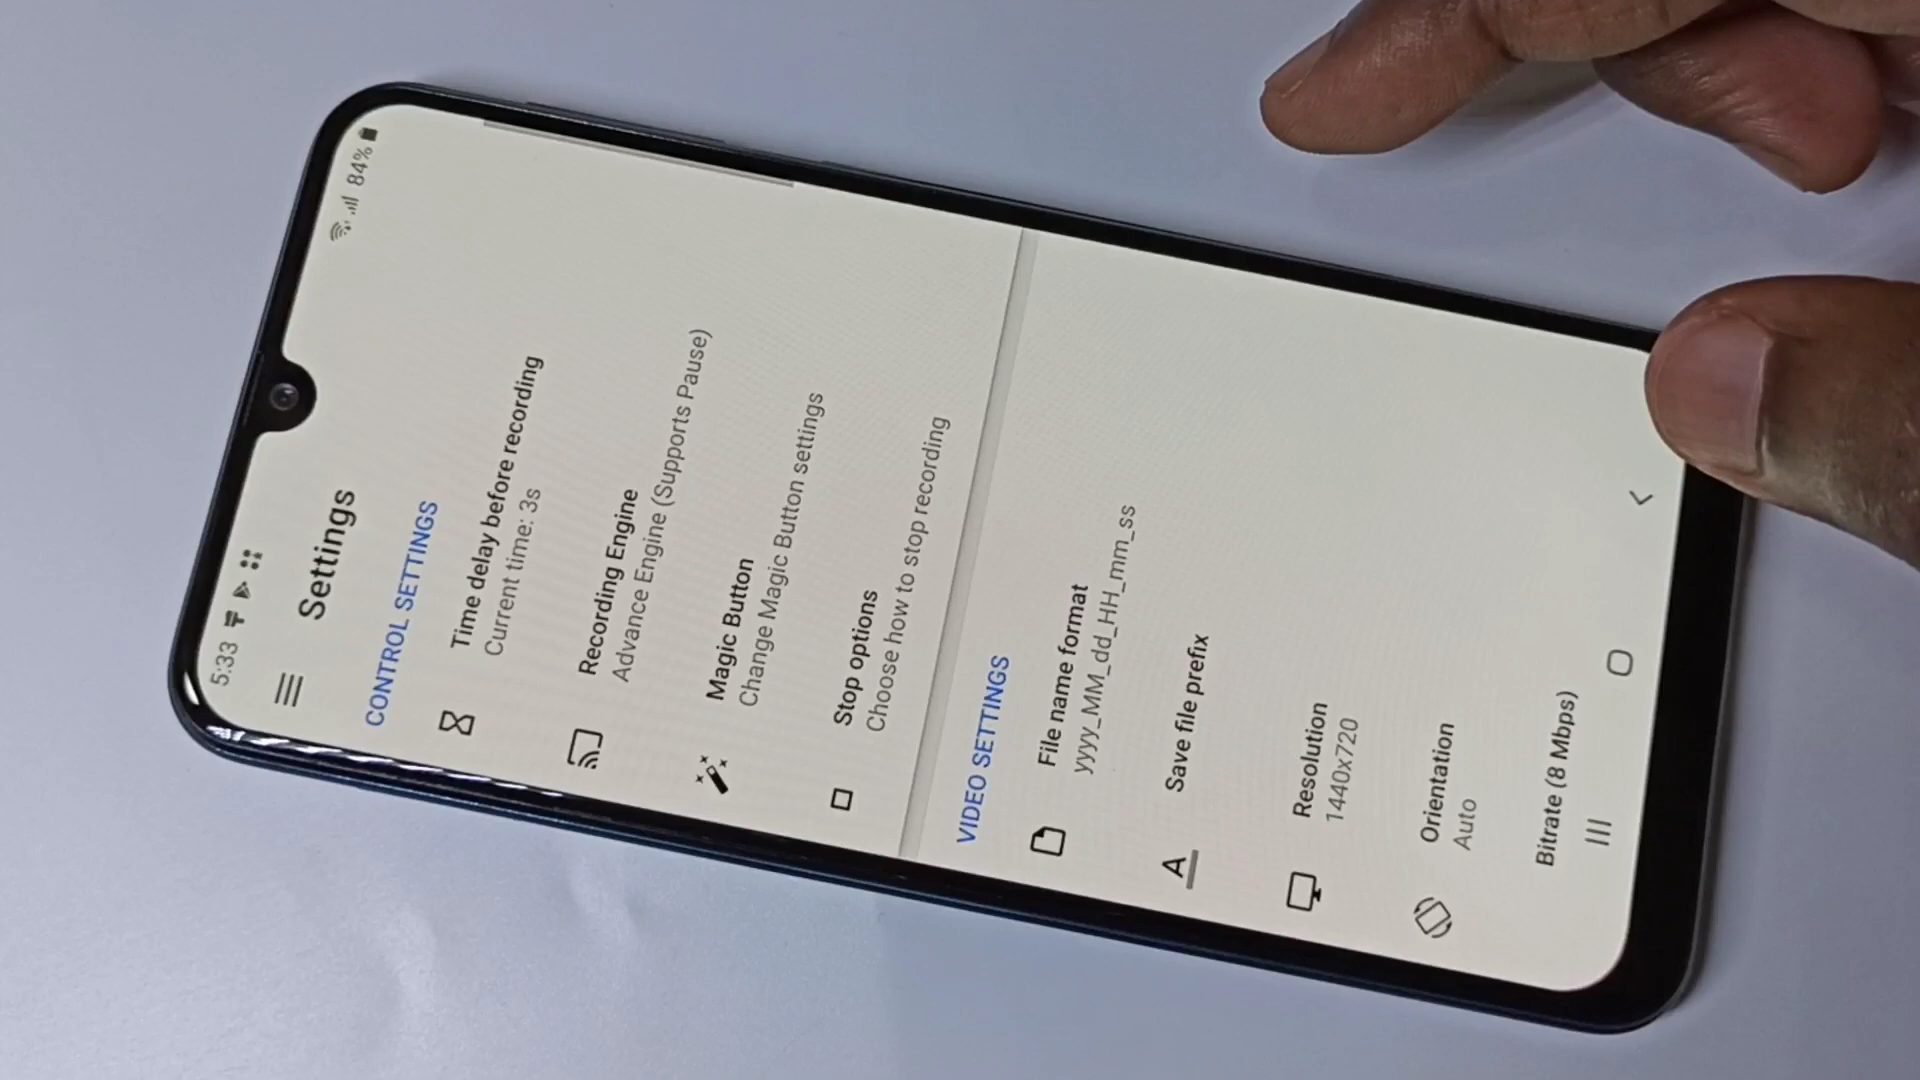 5:33
84%
Settings
CONTROL SETTINGS
Time delay before recording
Current time: 3s
Recording Engine
Advance Engine (Supports Pause)
Magic Button
Change Magic Button settings
Stop options
Choose how to stop recording
VIDEO SETTINGS
File name format
yyyy_MM_dd_HH_mm_ss
A
Save file prefix
Resolution
1440x720
Orientation
Auto
Bitrate (8 Mbps)